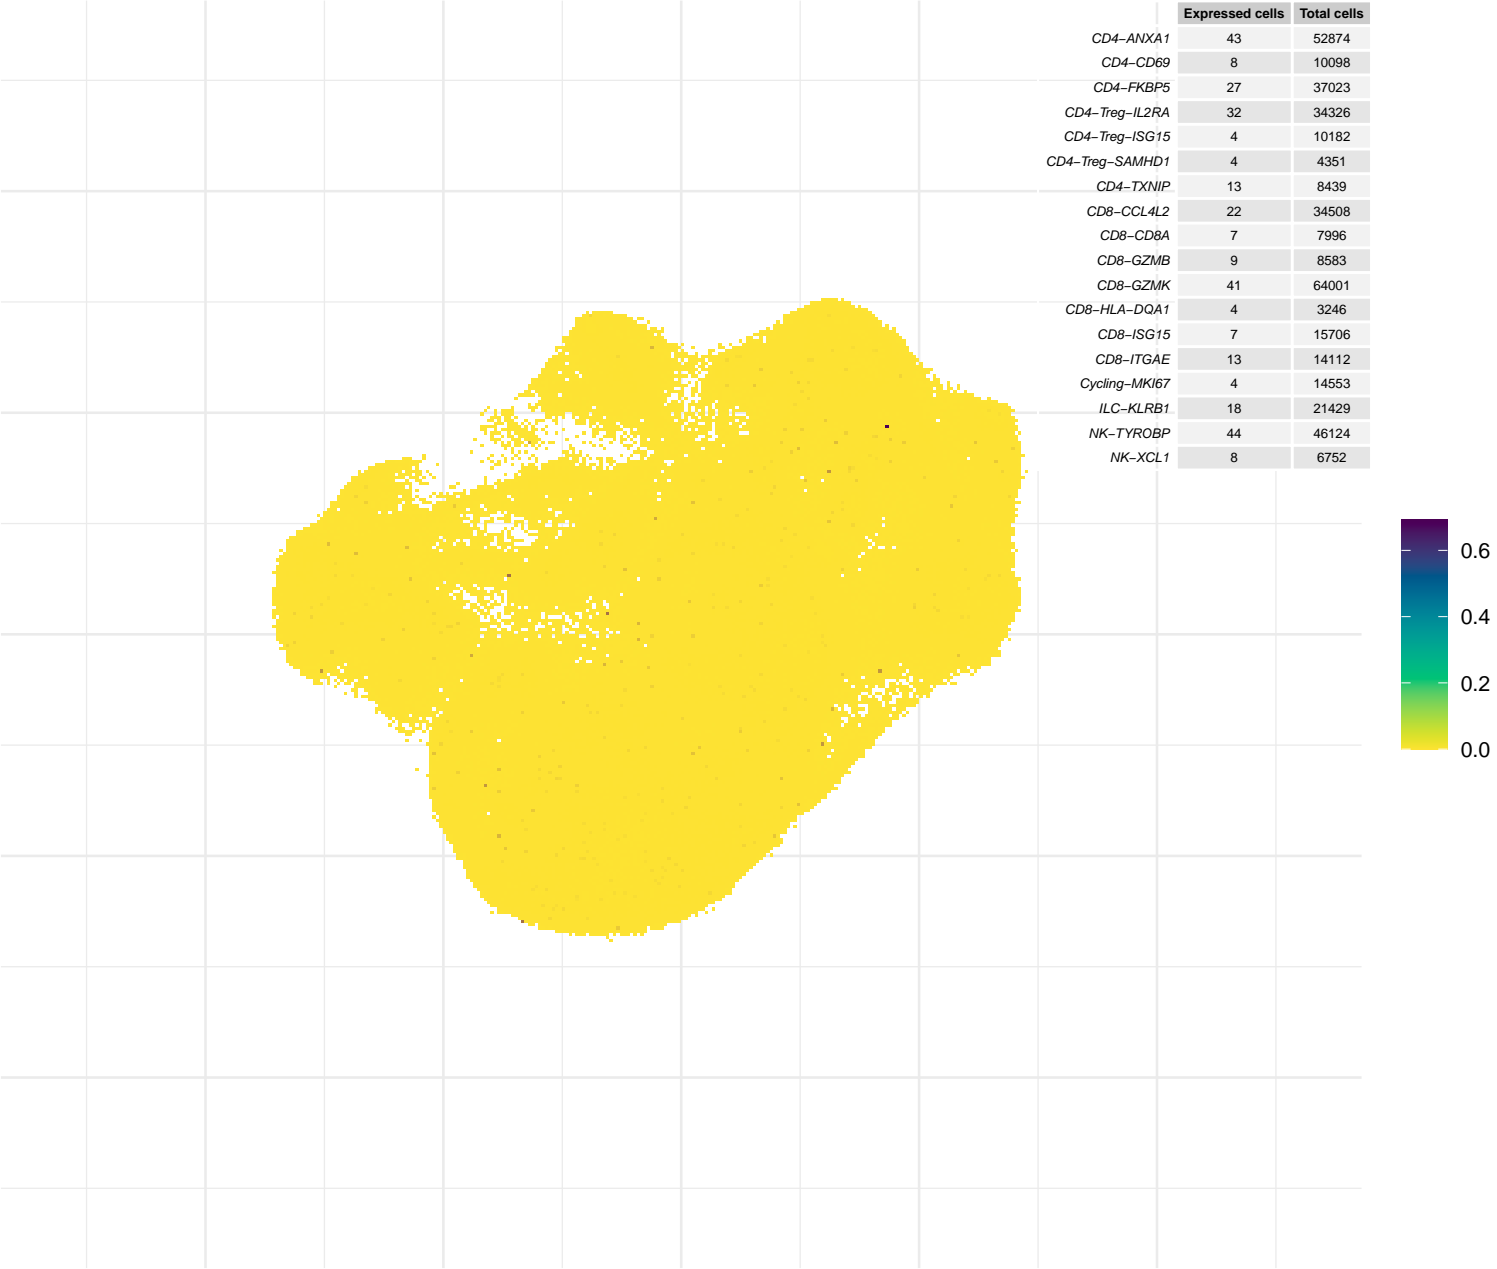 Expressed cells Total cells
CD4−ANXA1 43 52874
CD4−CD69 8 10098
CD4−FKBP5 27 37023
CD4−Treg−IL2RA 32 34326
CD4−Treg−ISG15 4 10182
CD4−Treg−SAMHD1 4 4351
CD4−TXNIP 13 8439
CD8−CCL4L2 22 34508
CD8−CD8A 7 7996
CD8−GZMB 9 8583
CD8−GZMK 41 64001
CD8−HLA−DQA1 4 3246
CD8−ISG15 7 15706
CD8−ITGAE 13 14112
Cycling−MKI67 4 14553
ILC−KLRB1 18 21429
NK−TYROBP 44 46124
NK−XCL1 8 6752
0.6
0.4
0.2
0.0